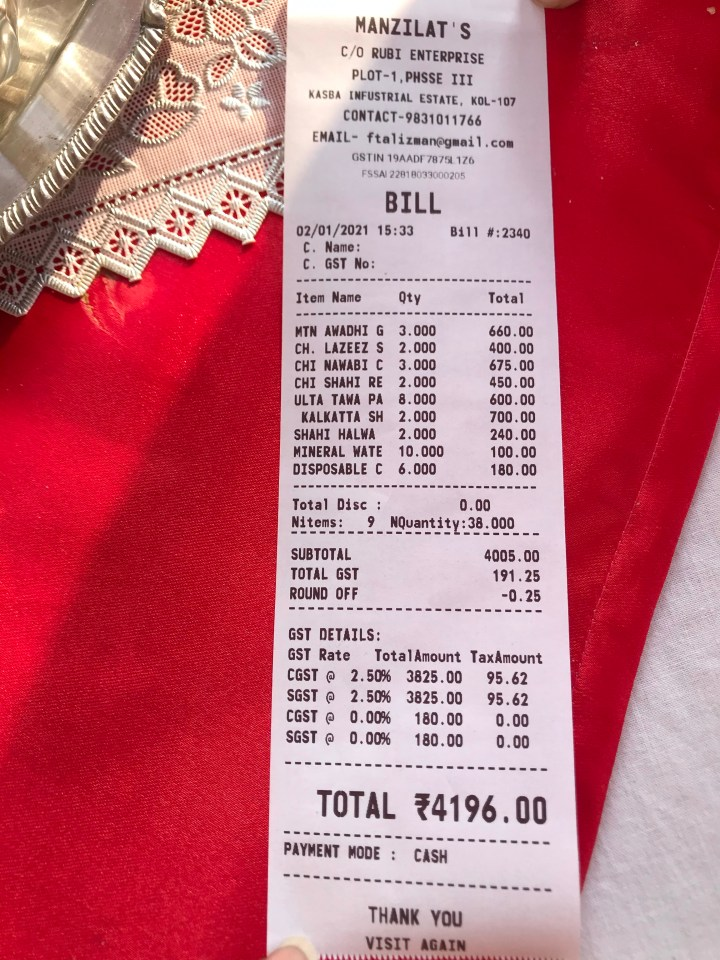 MANZILAT'S
C/O RUBI ENTERPRISE
PLOT-1,PHSSE III
KASBA INFUSTRIAL ESTATE, KOL-107
CONTACT-9831011766
EMAIL- ftalizman@gmail.com
GSTIN 19AADF7875L1Z6
FSSAI 22818033000205
BILL
02/01/2021 15:33 Bill #:2340
C. Name:
C. GST No:
Item Name Qty Total
MTN AWADHI G 3.000 660.00
CH. LAZEEZ S 2.000 400.00
CHI NAWABI C 3.000 675.00
CHI SHAHI RE 2.000 450.00
ULTA TAWA PA 8.000 600.00
KALKATTA SH 2.000 700.00
SHAHI HALWA 2.000 240.00
MINERAL WATE 10.000 100.00
DISPOSABLE C 6.000 180.00
Total Disc : 0.00
Nitems: 9 NQuantity:38.000
SUBTOTAL 4005.00
TOTAL GST 191.25
ROUND OFF -0.25
GST DETAILS:
GST Rate TotalAmount TaxAmount
CGST @ 2.50% 3825.00 95.62
SGST @ 2.50% 3825.00 95.62
CGST @ 0.00% 180.00 0.00
SGST @ 0.00% 180.00 0.00
TOTAL ₹4196.00
PAYMENT MODE : CASH
THANK YOU
VISIT AGAIN